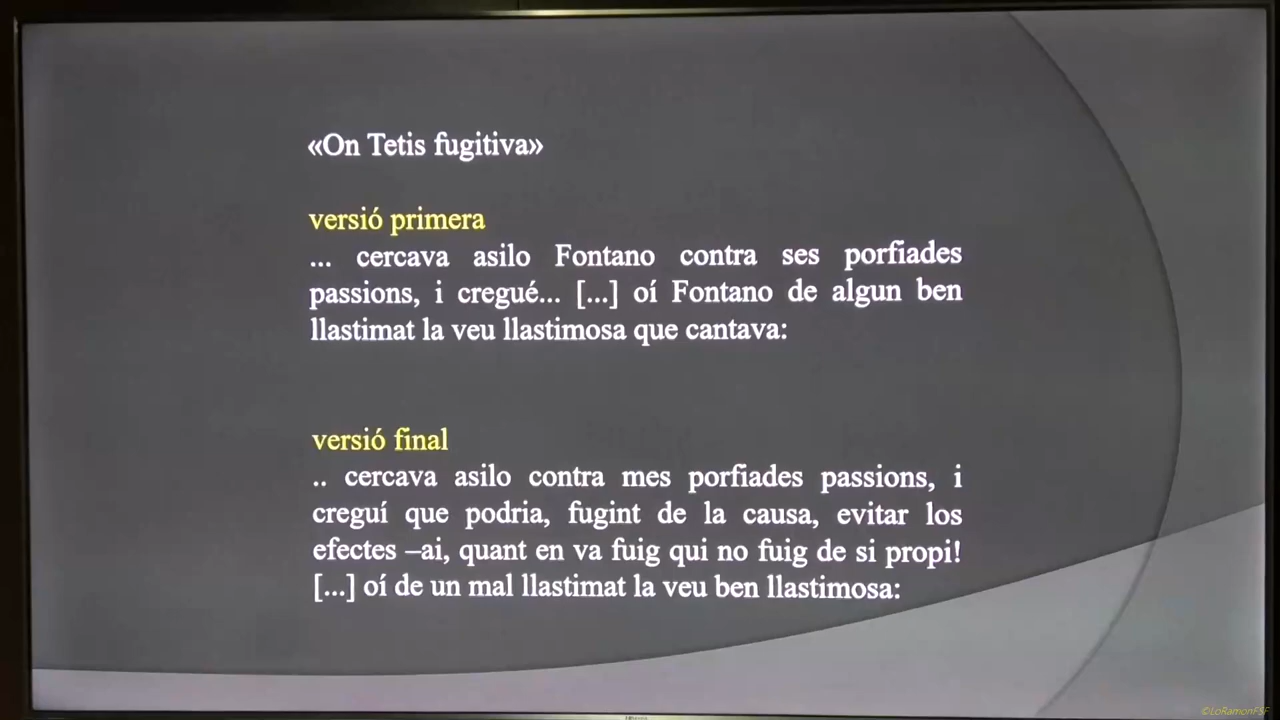 «On Tetis fugitiva»
versió primera
... cercava asilo Fontano contra ses porfiades
passions, i cregué... [...] oí Fontano de algun ben
llastimat la veu llastimosa que cantava:
versió final
.. cercava asilo contra mes porfiades passions, i
creguí que podria, fugint de la causa, evitar los
efectes –ai, quant en va fuig qui no fuig de si propi!
[...] oí de un mal llastimat la veu ben llastimosa:
©LoRamonFSF